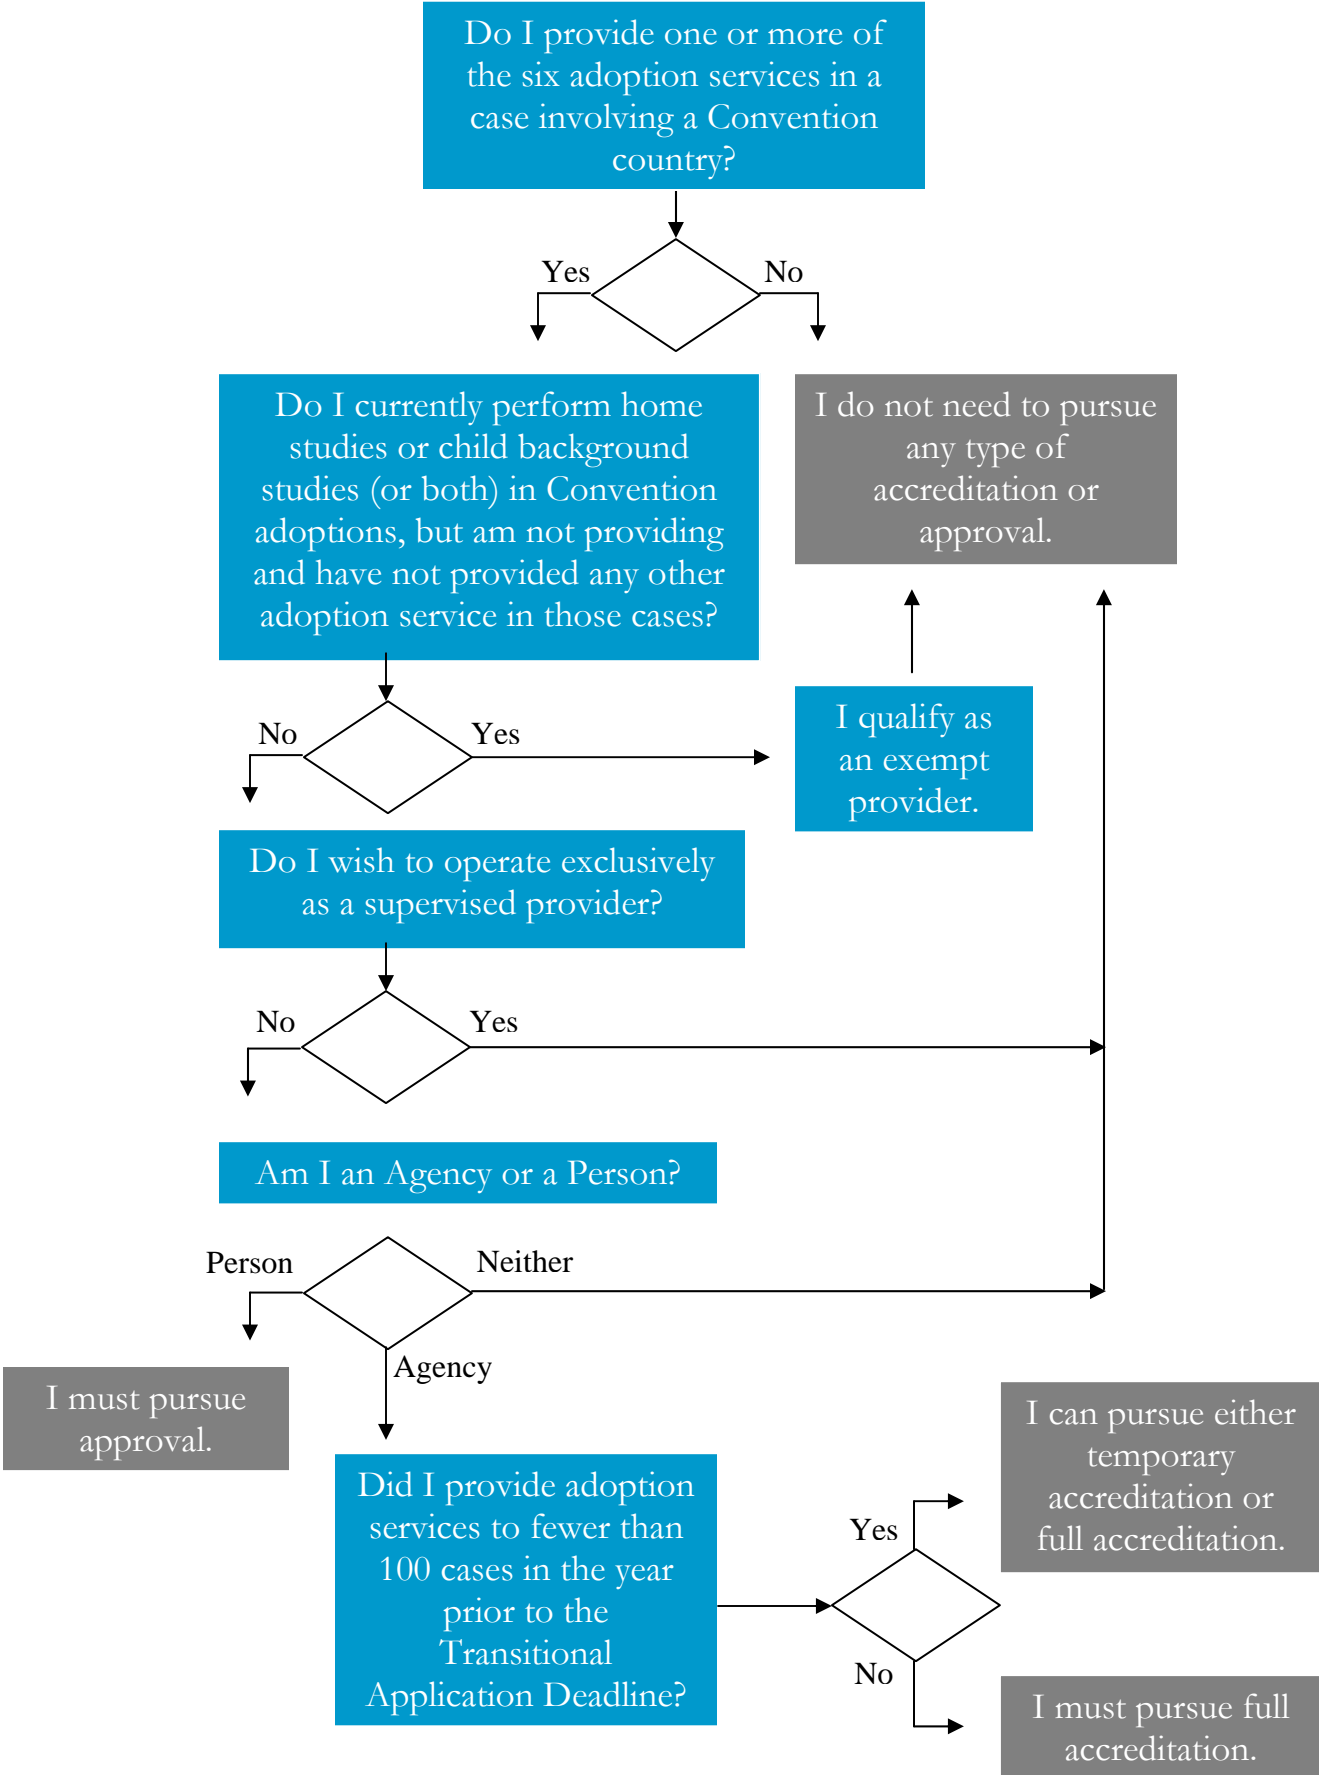 Do I provide one or more of
the six adoption services in a
case involving a Convention
country?
Yes
No
Do I currently perform home
studies or child background
studies (or both) in Convention
adoptions, but am not providing
and have not provided any other
adoption service in those cases?
I do not need to pursue
any type of
accreditation or
approval.
No
Yes
I qualify as
an exempt
provider.
Do I wish to operate exclusively
as a supervised provider?
No
Yes
Am I an Agency or a Person?
Person
Neither
Agency
I must pursue
approval.
Did I provide adoption
services to fewer than
100 cases in the year
prior to the
Transitional
Application Deadline?
Yes
No
I can pursue either
temporary
accreditation or
full accreditation.
I must pursue full
accreditation.